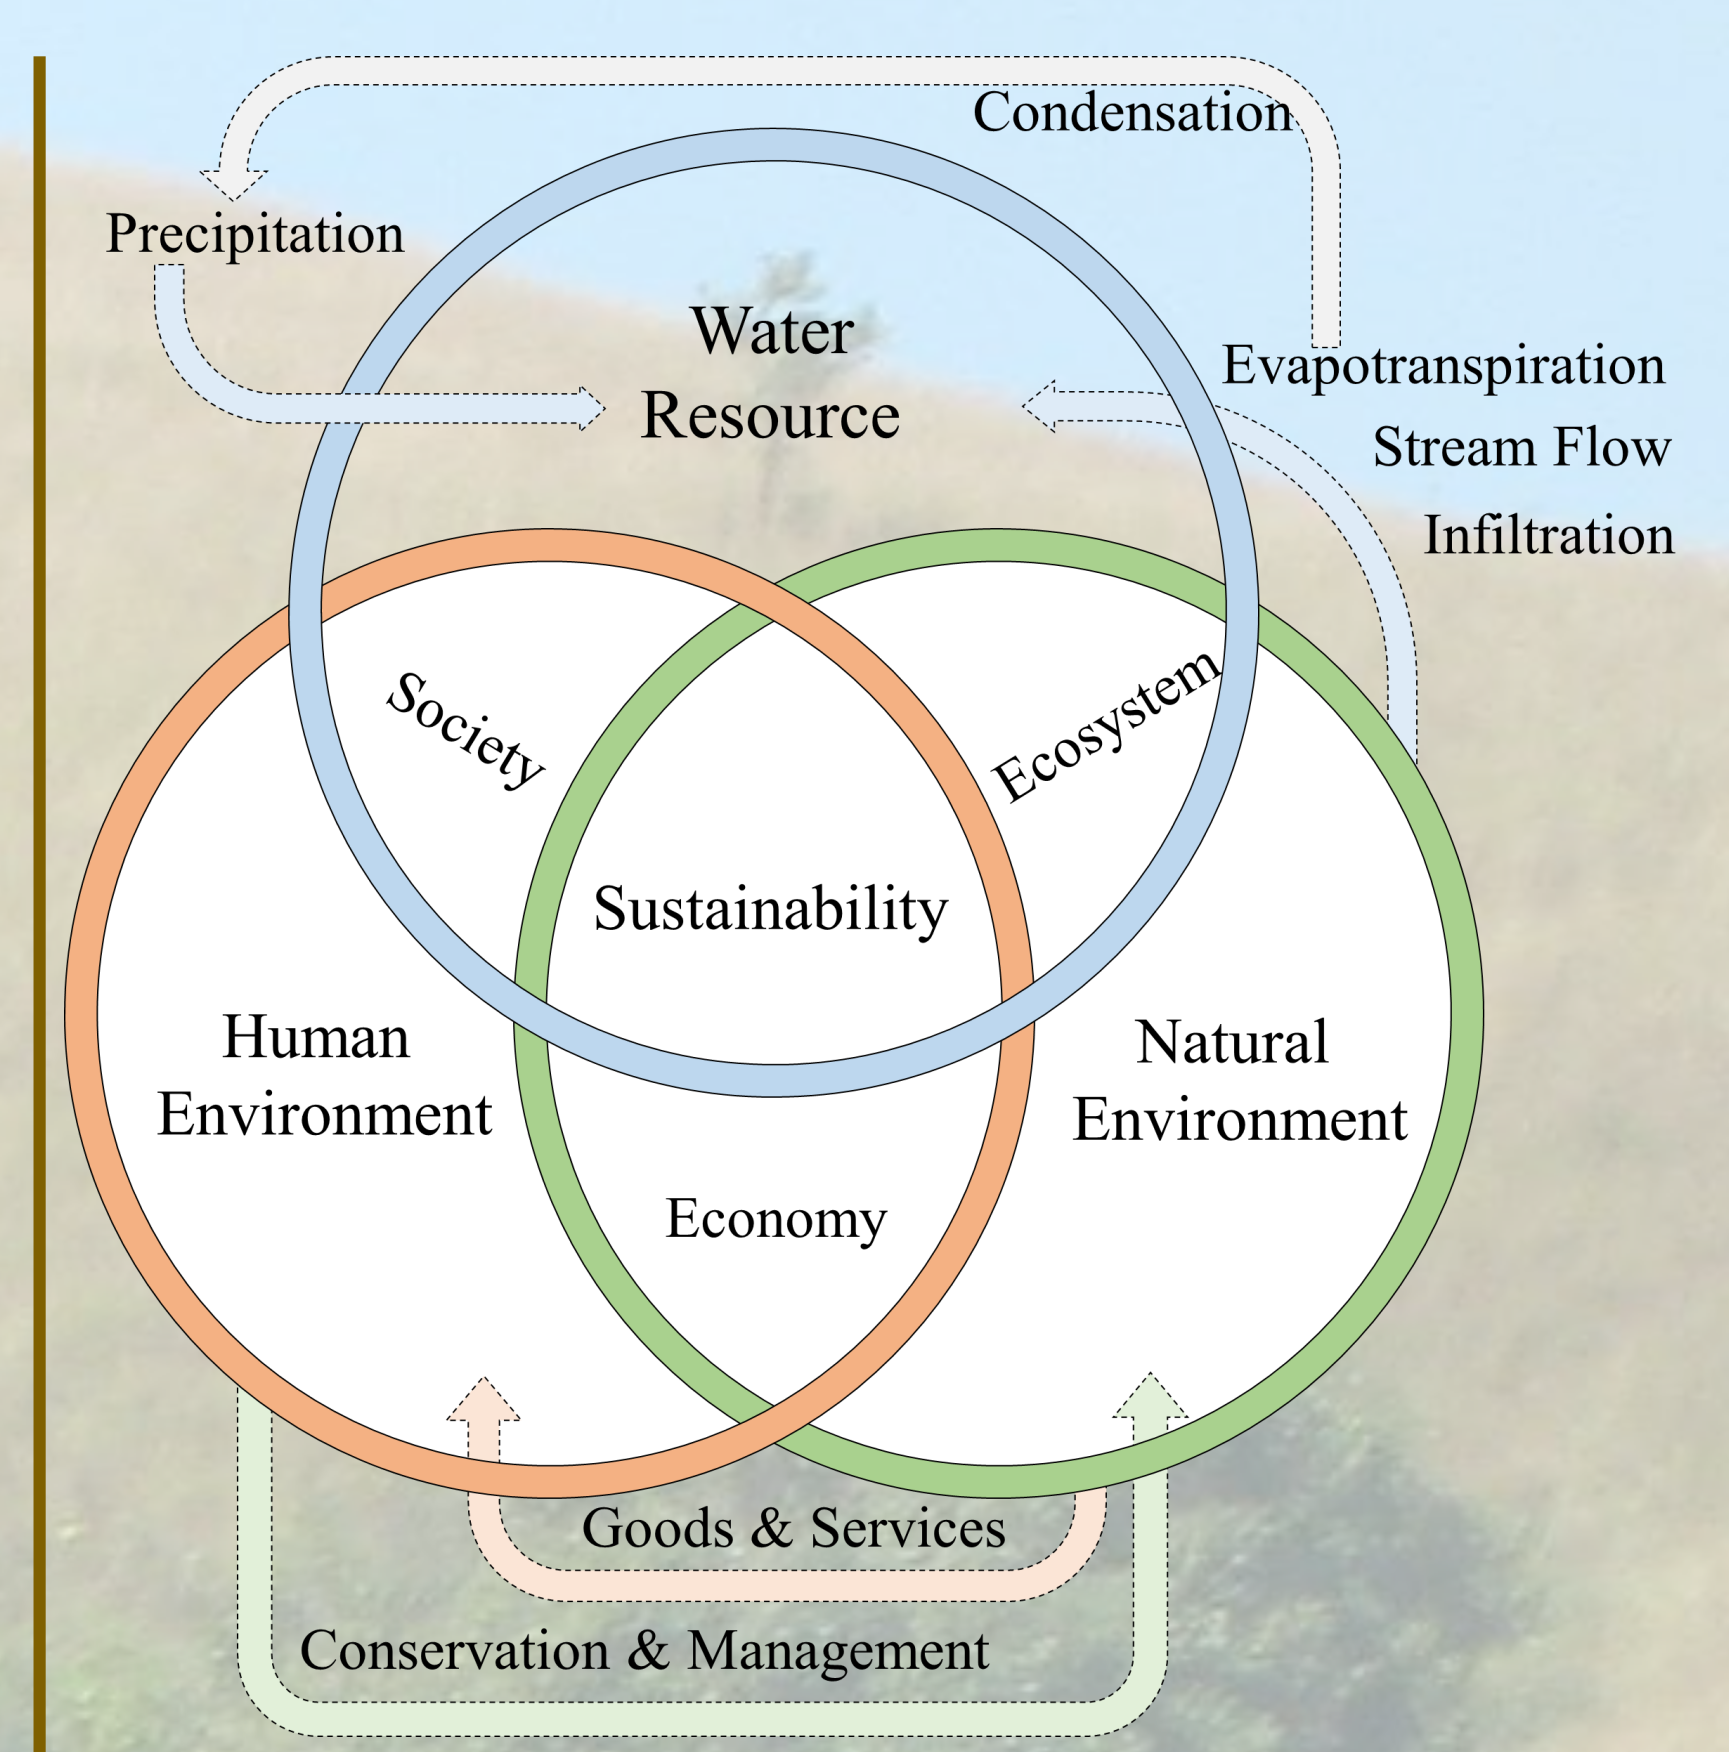 Condensation
Precipitation
Water
Resource
Evapotranspiration
Stream Flow
Infiltration
Society
Ecosystem
Sustainability
Human
Environment
Natural
Environment
Economy
Goods & Services
Conservation & Management